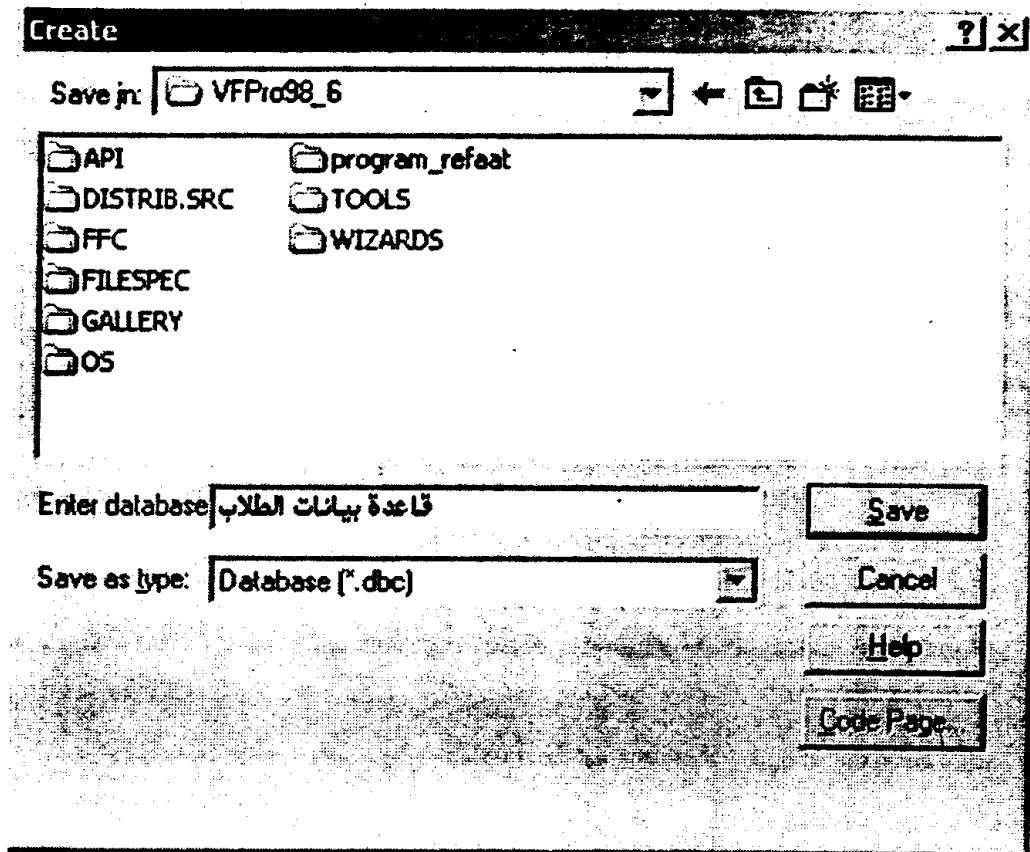 Create
Save in: VFPro98_6
API program_refaat
DISTRIB.SRC TOOLS
FFC WIZARDS
FILESPEC
GALLERY
OS
Enter database قاعدة بيانات الطلاب Save
Save as type: Database (*.dbc) Cancel
Help
Code Page...